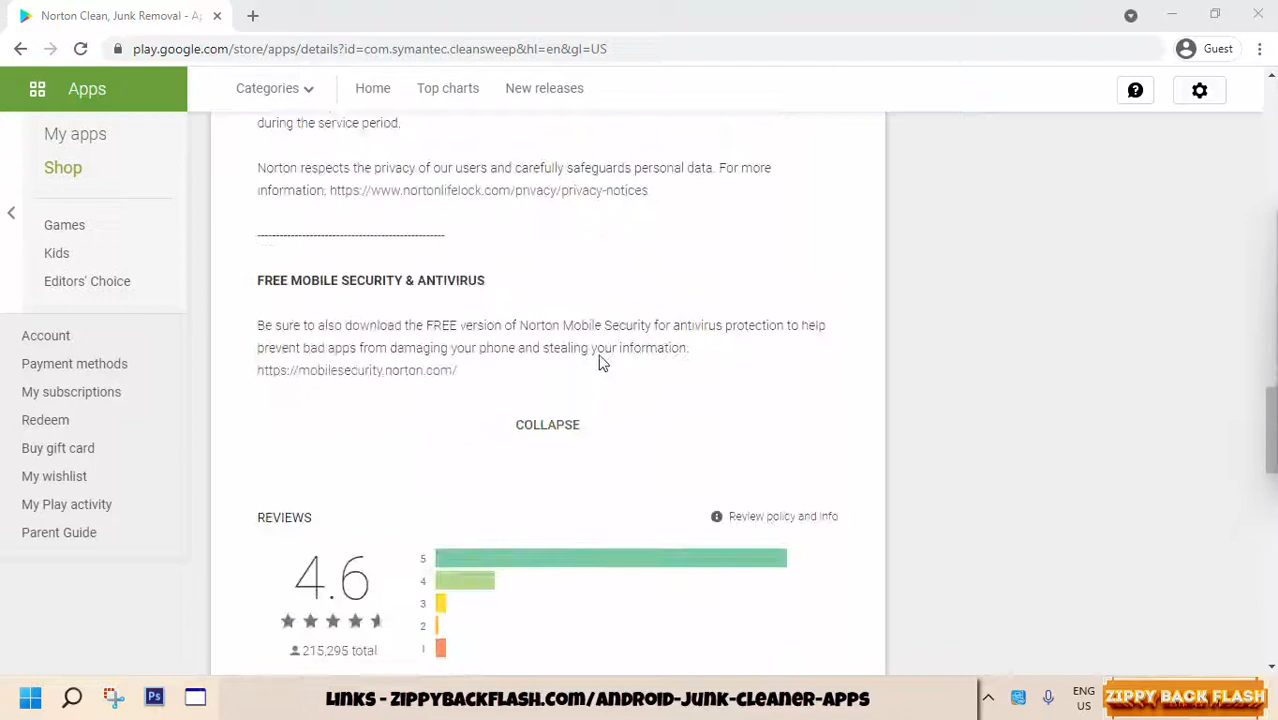 Norton Clean, Junk Removal - Ap
play.google.com/store/apps/details?id=com.symantec.cleansweep&hl=en&gl=US
Guest
Apps
Categories
Home
Top charts
New releases
My apps
Shop
Games
Kids
Editors' Choice
Account
Payment methods
My subscriptions
Redeem
Buy gift card
My wishlist
My Play activity
Parent Guide
during the service period.
Norton respects the privacy of our users and carefully safeguards personal data. For more
information: https://www.nortonlifelock.com/privacy/privacy-notices
------------------------------------------------
FREE MOBILE SECURITY & ANTIVIRUS
Be sure to also download the FREE version of Norton Mobile Security for antivirus protection to help
prevent bad apps from damaging your phone and stealing your information:
https://mobilesecurity.norton.com/
COLLAPSE
REVIEWS
Review policy and info
4.6
215,295 total
5
4
3
2
1
Ps
LINKS - ZIPPYBACKFLASH.COM/ANDROID-JUNK-CLEANER-APPS
ENG
US
ZIPPY BACK FLASH